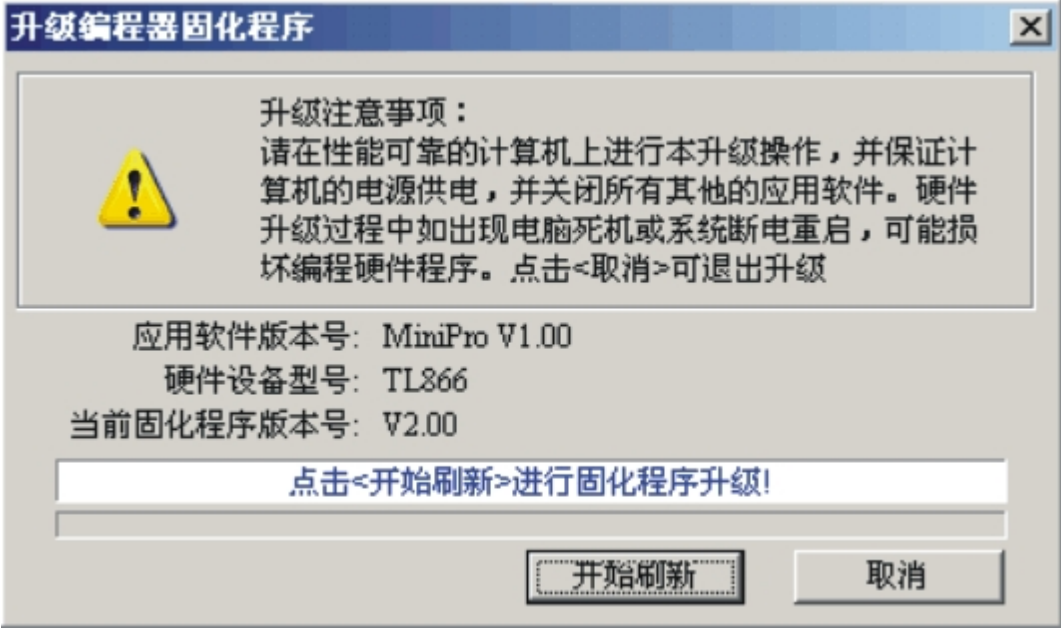 升级编程器固化程序
升级注意事项：
请在性能可靠的计算机上进行本升级操作，并保证计
算机的电源供电，并关闭所有其他的应用软件。硬件
升级过程中如出现电脑死机或系统断电重启，可能损
坏编程硬件程序。点击<取消>可退出升级
应用软件版本号: MiniPro V1.00
硬件设备型号: TL866
当前固化程序版本号: V2.00
点击<开始刷新>进行固化程序升级!
开始刷新 取消